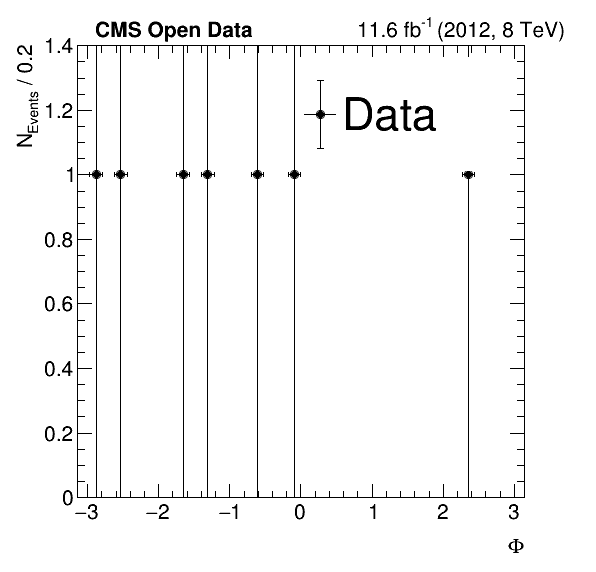 CMS Open Data 11.6 fb⁻¹ (2012, 8 TeV)
N_Events / 0.2
Data
1.4
1.2
1
0.8
0.6
0.4
0.2
0
−3 −2 −1 0 1 2 3
Φ